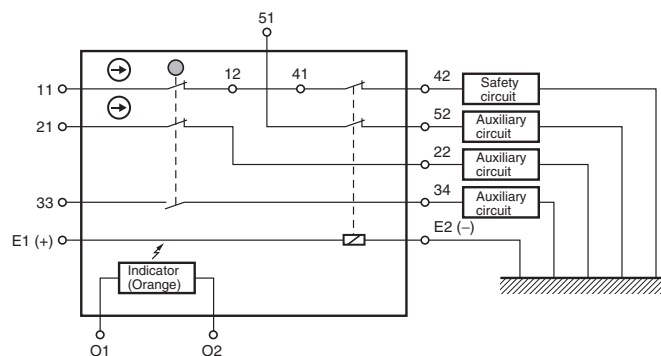 51
11
12
41
42
Safety
circuit
21
52
Auxiliary
circuit
22
Auxiliary
circuit
33
34
Auxiliary
circuit
E1 (+)
E2 (−)
Indicator
(Orange)
O1
O2